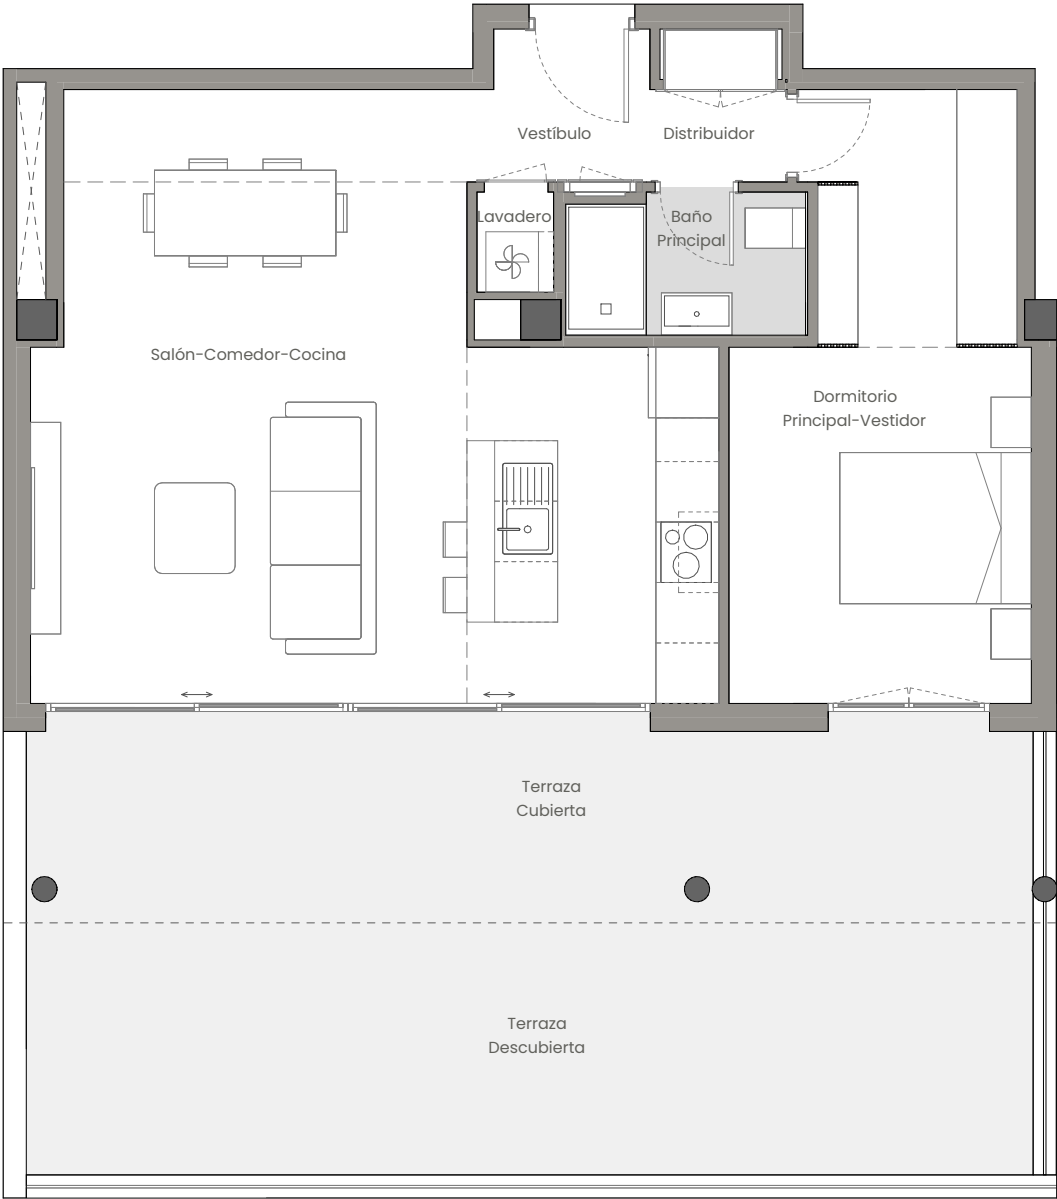 Vestíbulo
Distribuidor
Lavadero
Baño
Principal
Salón-Comedor-Cocina
Dormitorio
Principal-Vestidor
Terraza
Cubierta
Terraza
Descubierta